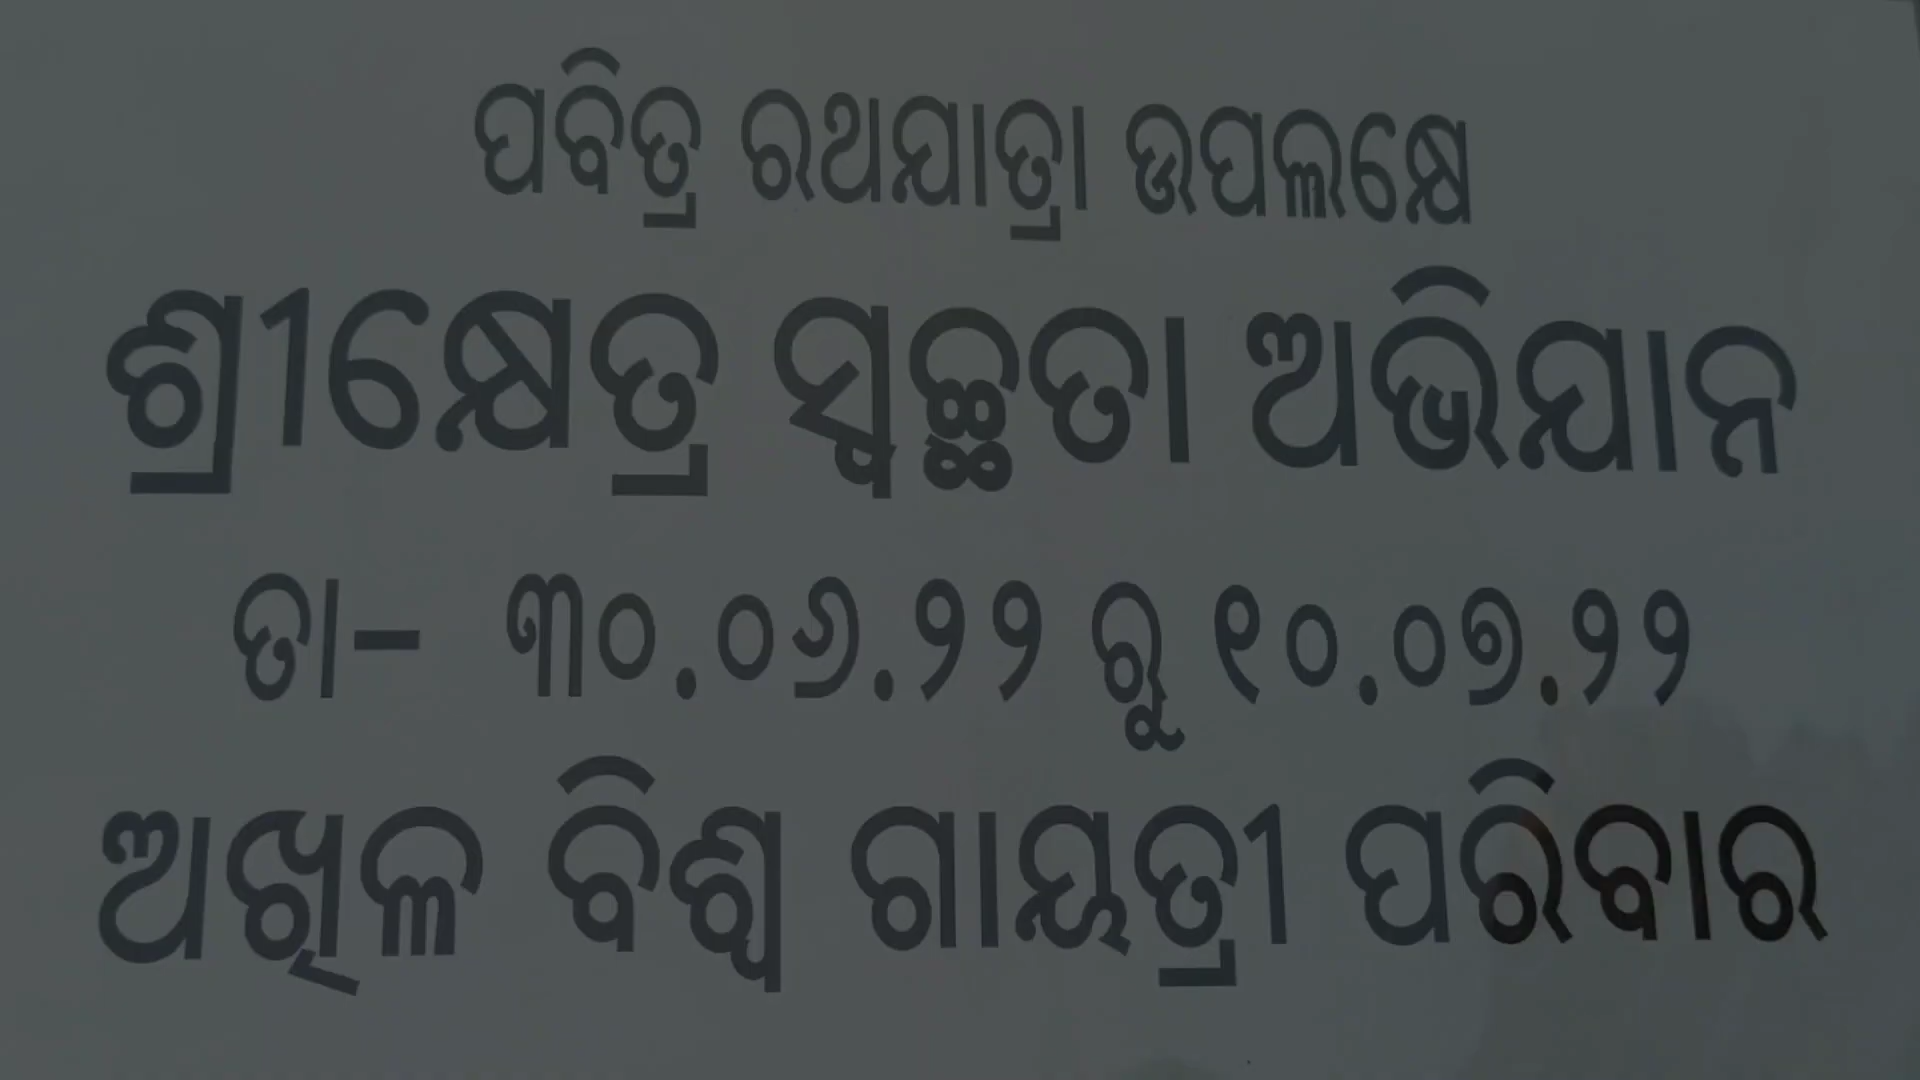 ପବିତ୍ର ରଥଯାତ୍ରା ଉପଲକ୍ଷେ
ଶ୍ରୀକ୍ଷେତ୍ର ସ୍ୱଚ୍ଛତା ଅଭିଯାନ
ତା- ୩୦.୦୬.୨୨ ରୁ ୧୦.୦୭.୨୨
ଅଖିଳ ବିଶ୍ୱ ଗାୟତ୍ରୀ ପରିବାର